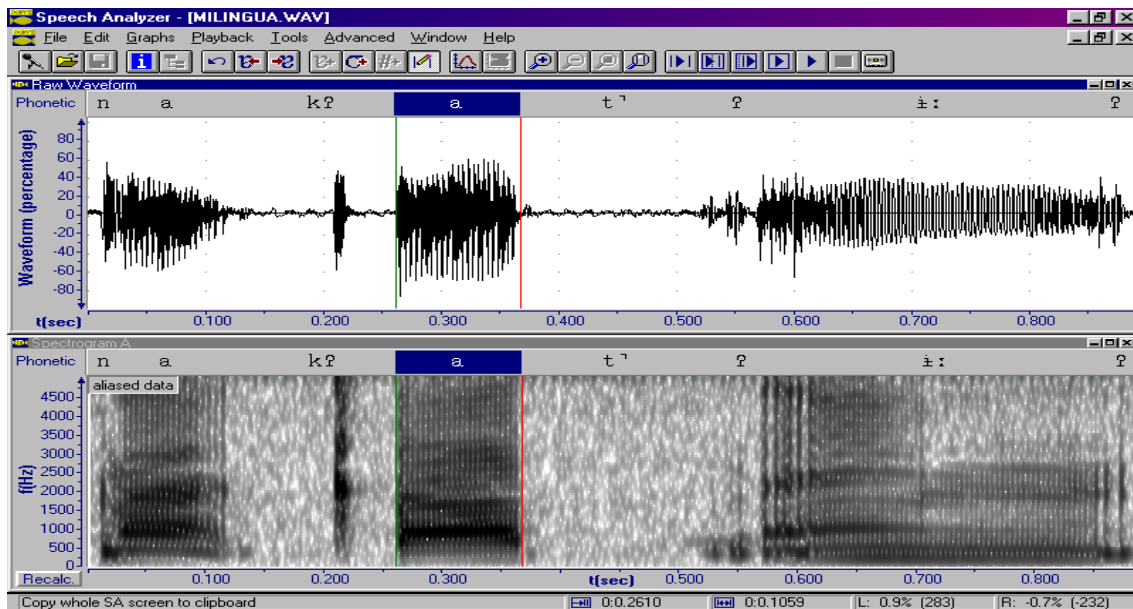 Speech Analyzer - [MILINGUA.WAV]
File Edit Graphs Playback Tools Advanced Window Help
Raw Waveform
Phonetic n a kʔ a t ̚ ʔ ɨː ʔ
Waveform (percentage)
80
60
40
20
0
-20
-40
-60
-80
t(sec) 0.100 0.200 0.300 0.400 0.500 0.600 0.700 0.800
Spectrogram A
Phonetic n a kʔ a t ̚ ʔ ɨː ʔ
aliased data
f(Hz)
4500
4000
3500
3000
2500
2000
1500
1000
500
0
Recalc. 0.100 0.200 0.300 t(sec) 0.500 0.600 0.700 0.800
Copy whole SA screen to clipboard 0:0.2610 0:0.1059 L: 0.9% (283) R: -0.7% (-232)